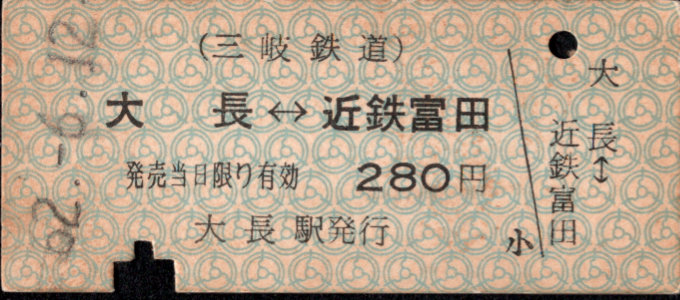 (三岐鉄道)
大長↔近鉄富田
発売当日限り有効 280円
大長駅発行
小
大長↔近鉄富田
62.-6.12